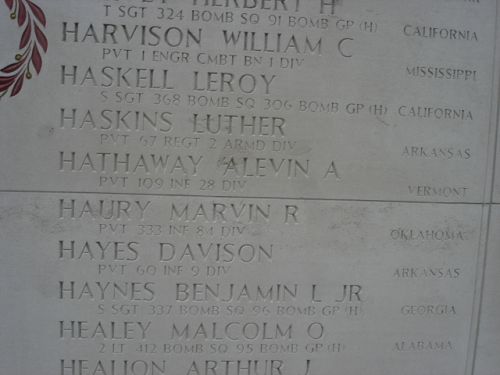 HERBERT H
T SGT 324 BOMB SQ 91 BOMB GP (H) CALIFORNIA
HARVISON WILLIAM C
PVT 1 ENGR CMBT BN 1 DIV MISSISSIPPI
HASKELL LEROY
S SGT 368 BOMB SQ 306 BOMB GP (H) CALIFORNIA
HASKINS LUTHER
PVT 67 REGT 2 ARMD DIV ARKANSAS
HATHAWAY ALEVIN A
PVT 109 INF 28 DIV VERMONT
HAURY MARVIN R
PVT 333 INF 84 DIV OKLAHOMA
HAYES DAVISON
PVT 60 INF 9 DIV ARKANSAS
HAYNES BENJAMIN L JR
S SGT 337 BOMB SQ 96 BOMB GP (H) GEORGIA
HEALEY MALCOLM O
2 LT 412 BOMB SQ 95 BOMB GP (H) ALABAMA
HEALION ARTHUR J